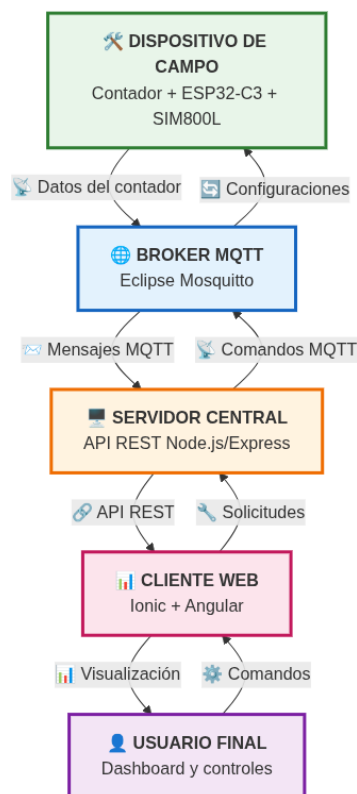 🛠️ DISPOSITIVO DE
CAMPO
Contador + ESP32-C3 +
SIM800L
📡 Datos del contador
🔄 Configuraciones
🌐 BROKER MQTT
Eclipse Mosquitto
📨 Mensajes MQTT
📡 Comandos MQTT
🖥️ SERVIDOR CENTRAL
API REST Node.js/Express
🔗 API REST
🔧 Solicitudes
📊 CLIENTE WEB
Ionic + Angular
📊 Visualización
⚙️ Comandos
👤 USUARIO FINAL
Dashboard y controles